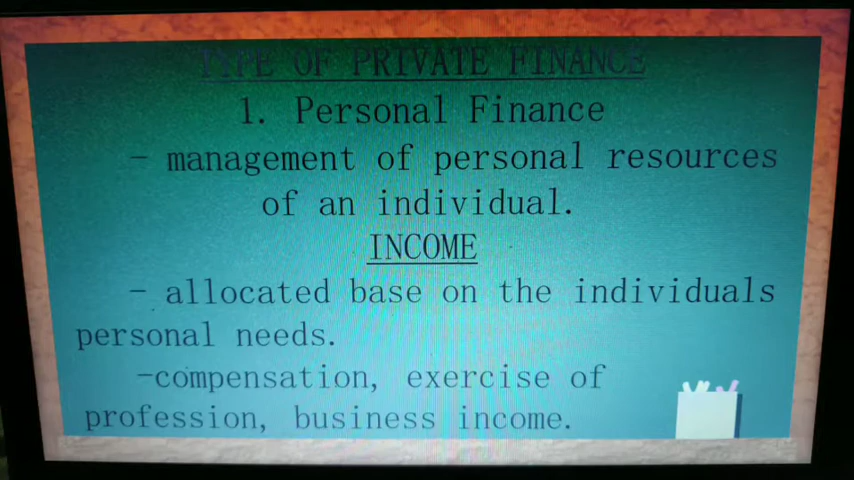 TYPE OF PRIVATE FINANCE
1. Personal Finance
- management of personal resources
of an individual.
INCOME
- allocated base on the individuals
personal needs.
-compensation, exercise of
profession, business income.